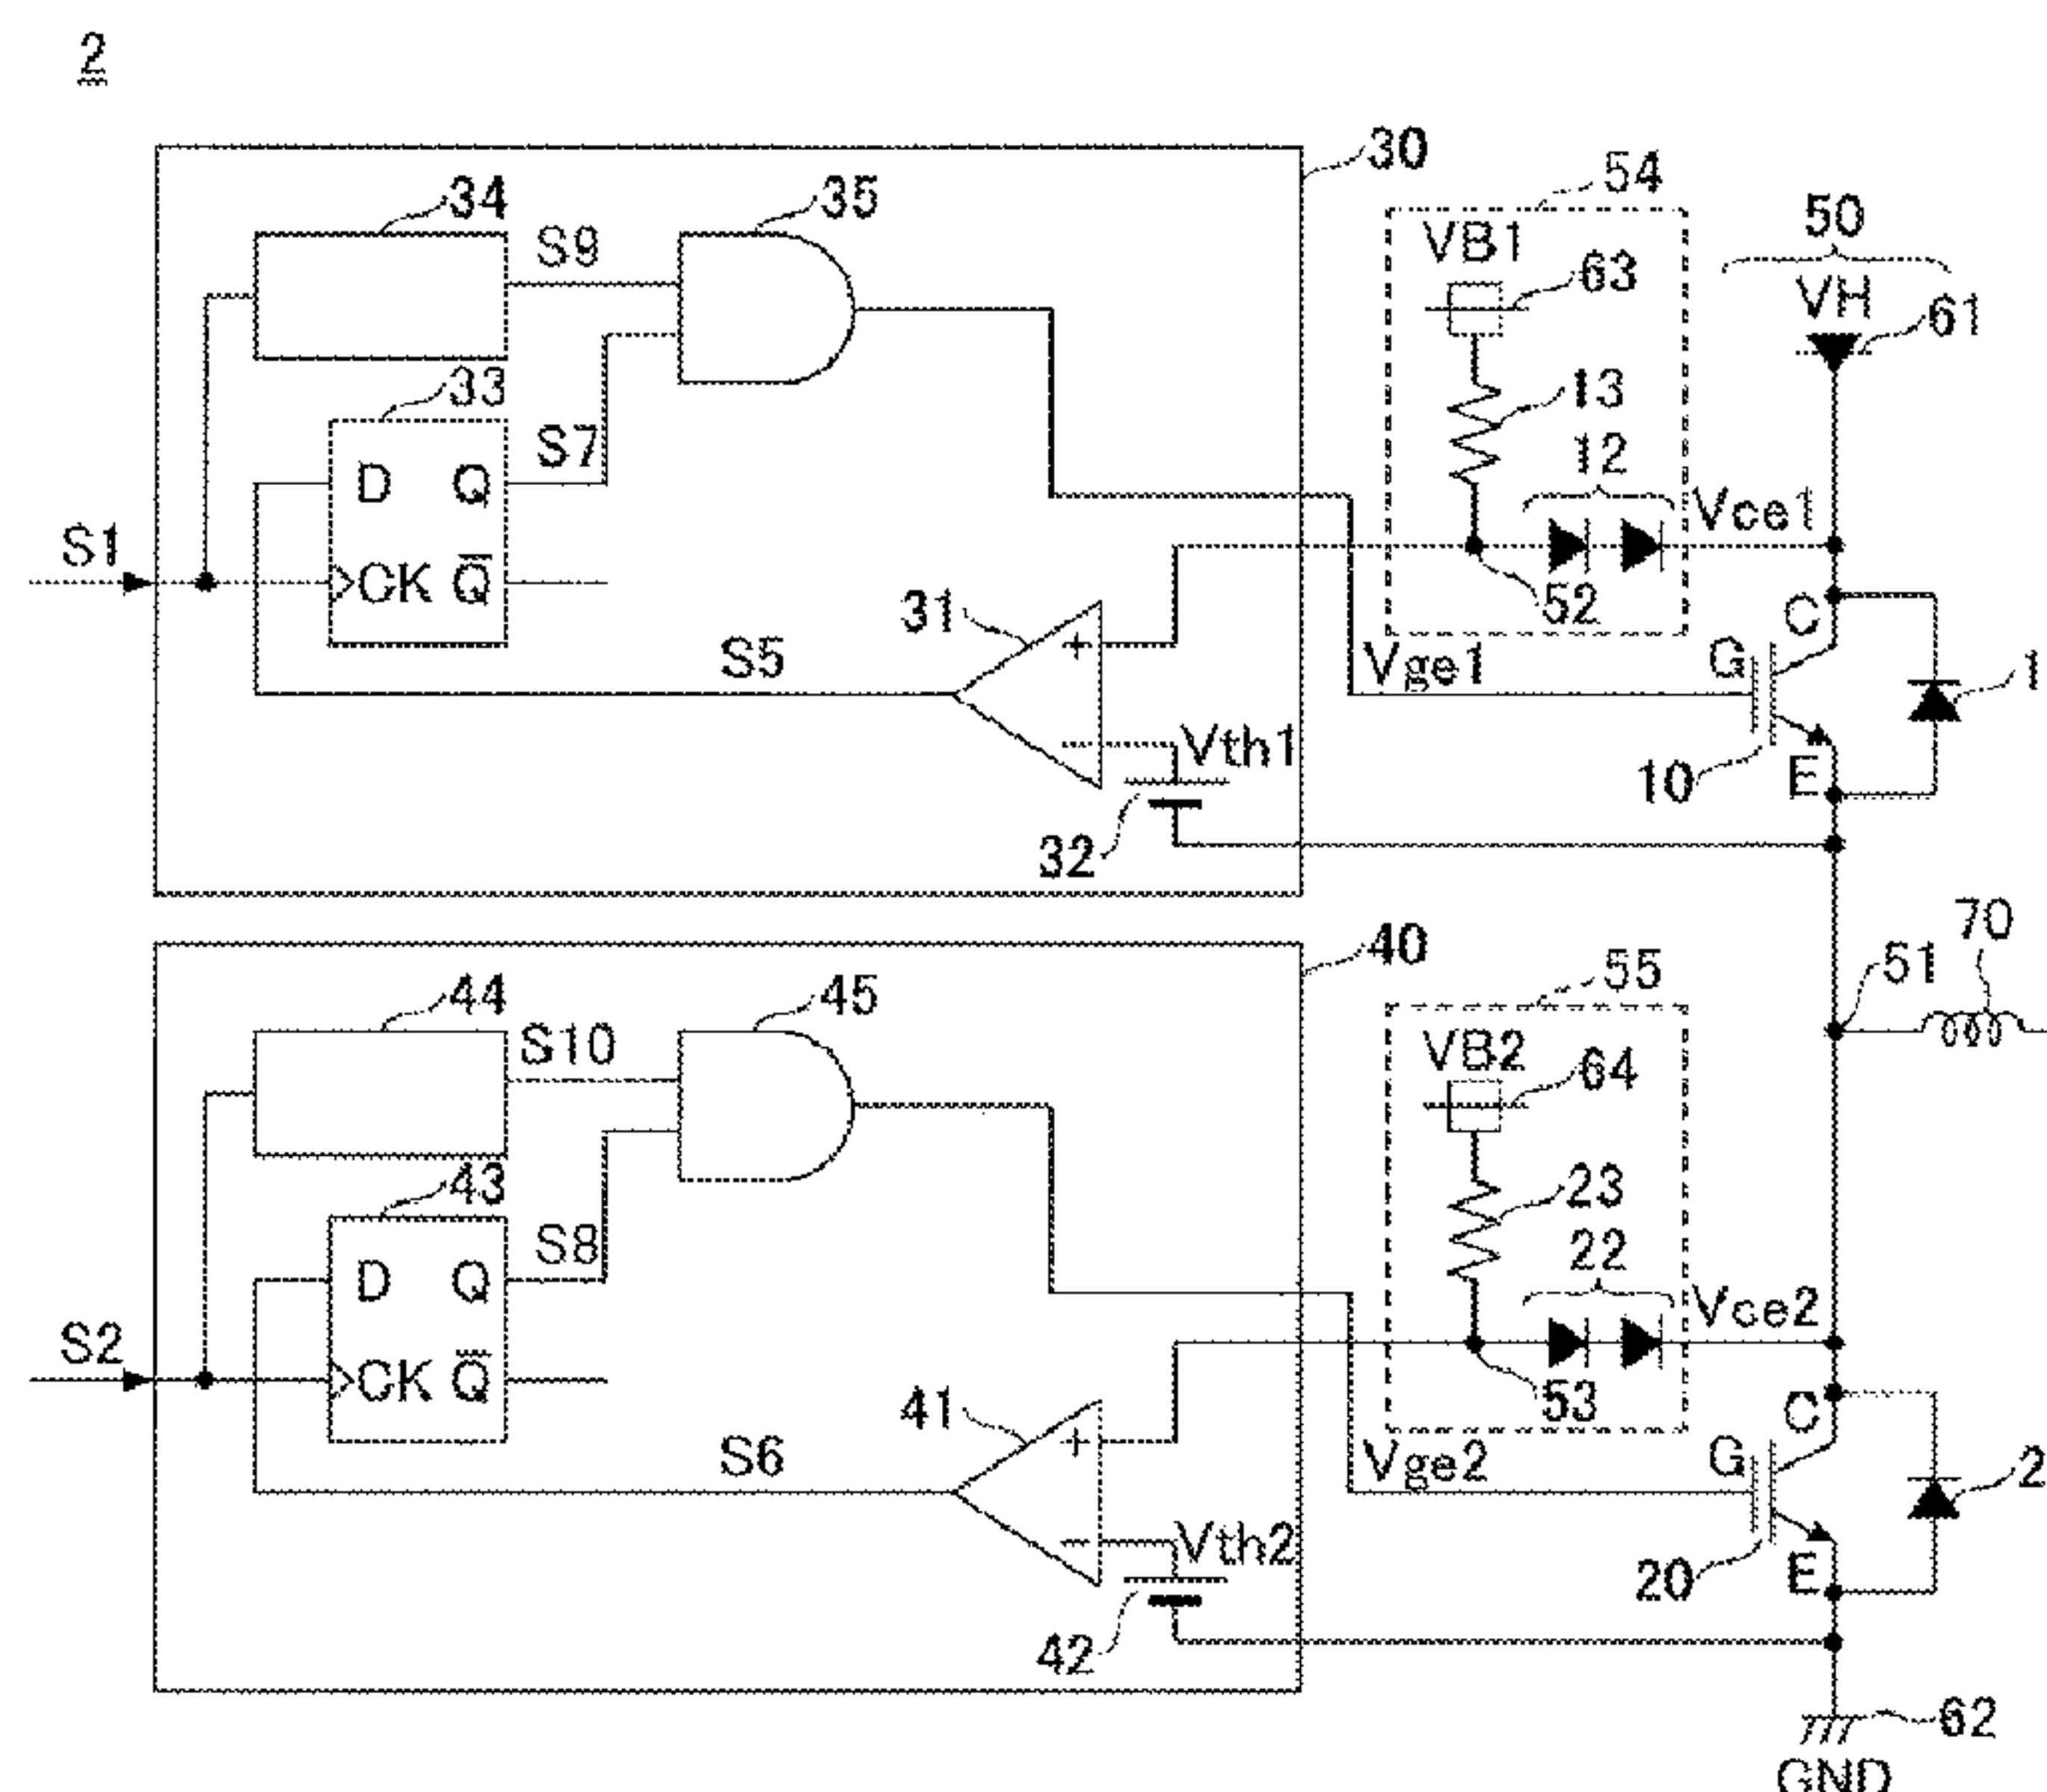 2
30
34
S9
35
33
S7
D Q
CK Q̅
S1
S5
31
+
−
Vth1
32
54
VB1
63
13
12
52
Vce1
Vge1
50
VH
61
C
G
E
10
1
40
44
S10
45
43
S8
D Q
CK Q̅
S2
S6
41
+
−
Vth2
42
55
VB2
64
23
22
53
Vce2
Vge2
51
70
C
G
E
20
2
62
GND